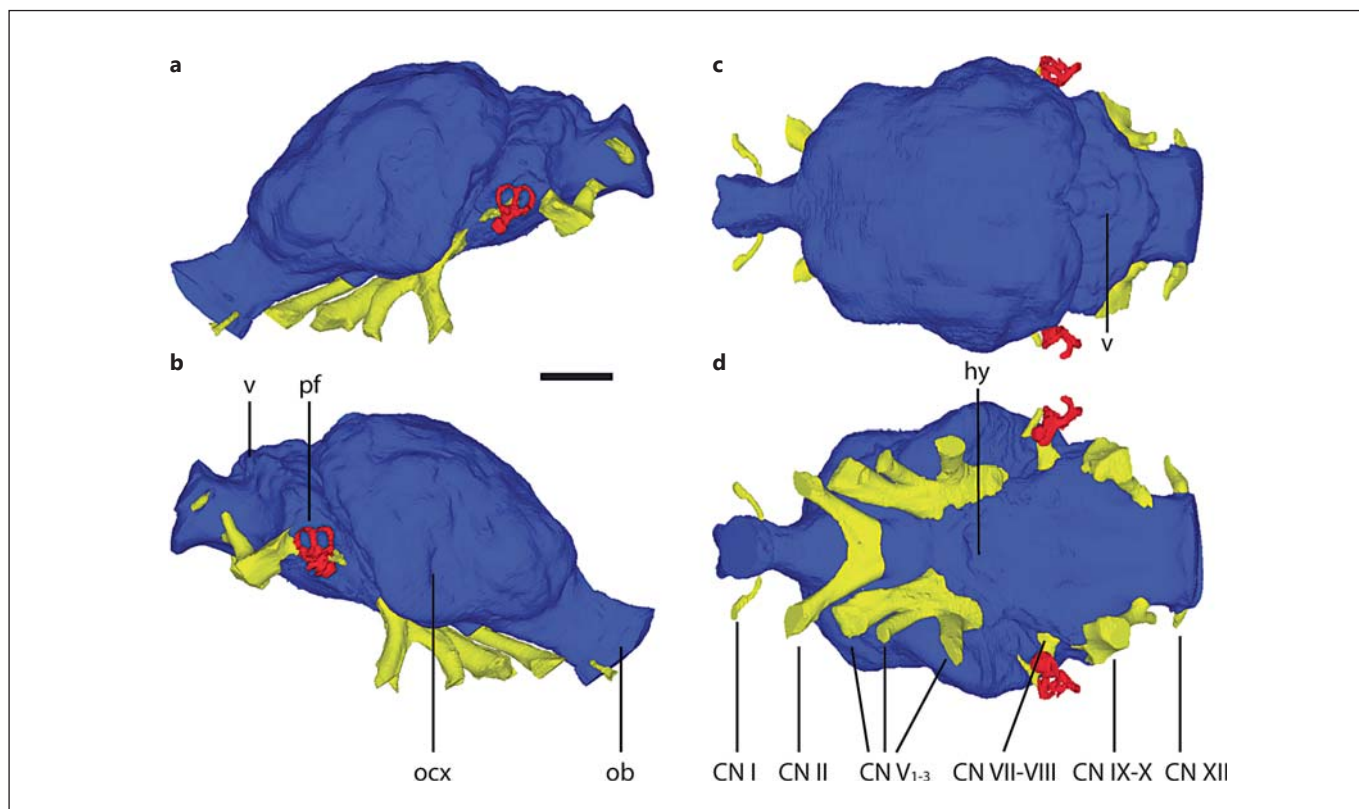 a
c
v
b
v
pf
d
hy
ocx
ob
CN I
CN II
CN V1-3
CN VII-VIII
CN IX-X
CN XII